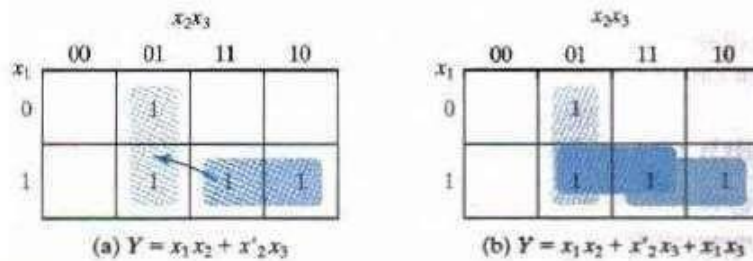 x₂x₃ x₂x₃
00 01 11 10 00 01 11 10
x₁ x₁
0 1 0 1
1 1 1 1 1 1 1 1
(a) Y = x₁x₂ + x'₂x₃ (b) Y = x₁x₂ + x'₂x₃ + x₁x₃